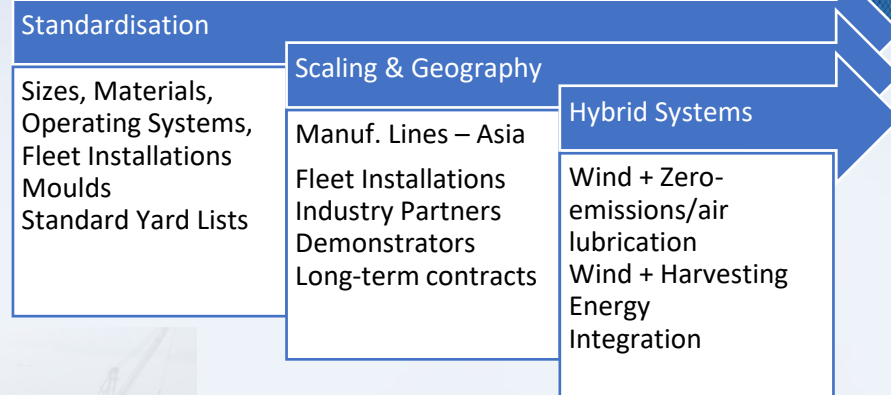 Standardisation
Sizes, Materials,
Operating Systems,
Fleet Installations
Moulds
Standard Yard Lists
Scaling & Geography
Manuf. Lines – Asia
Fleet Installations
Industry Partners
Demonstrators
Long-term contracts
Hybrid Systems
Wind + Zero-
emissions/air
lubrication
Wind + Harvesting
Energy
Integration